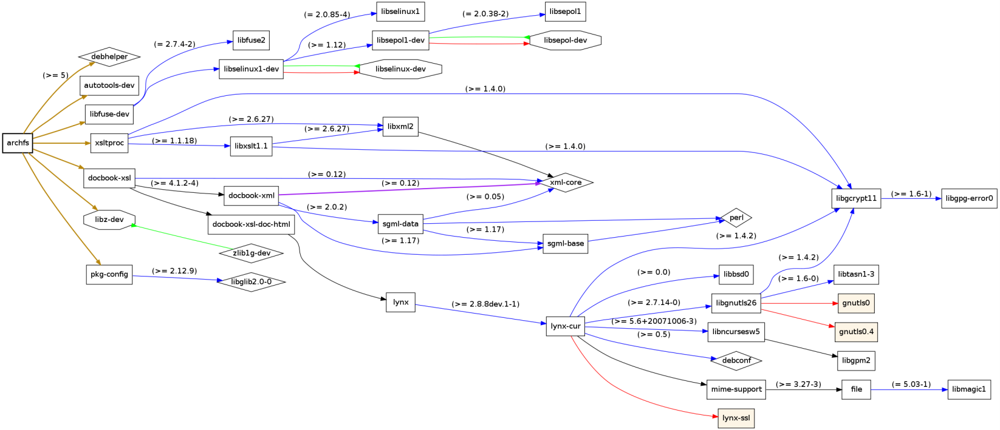 archfs
(>= 5)
debhelper
autotools-dev
libfuse-dev
xsltproc
docbook-xsl
libz-dev
pkg-config
(= 2.7.4-2)
libfuse2
libselinux1-dev
(= 2.0.85-4)
libselinux1
(>= 1.12)
libsepol1-dev
libselinux-dev
(>= 2.0.38-2)
libsepol1
libsepol-dev
(>= 1.4.0)
(>= 2.6.27)
(>= 1.1.18)
libxslt1.1
(>= 2.6.27)
libxml2
(>= 1.4.0)
(>= 0.12)
(>= 4.1.2-4)
docbook-xml
(>= 0.12)
xml-core
(>= 2.0.2)
sgml-data
(>= 0.05)
(>= 1.17)
(>= 1.17)
sgml-base
perl
docbook-xsl-doc-html
zlib1g-dev
(>= 2.12.9)
libglib2.0-0
lynx
(>= 2.8.8dev.1-1)
lynx-cur
(>= 1.4.2)
libgcrypt11
(>= 1.6-1)
libgpg-error0
(>= 0.0)
libbsd0
(>= 2.7.14-0)
libgnutls26
(>= 1.4.2)
(>= 1.6-0)
libtasn1-3
gnutls0
gnutls0.4
(>= 5.6+20071006-3)
libncursesw5
libgpm2
(>= 0.5)
debconf
mime-support
(>= 3.27-3)
file
(= 5.03-1)
libmagic1
lynx-ssl